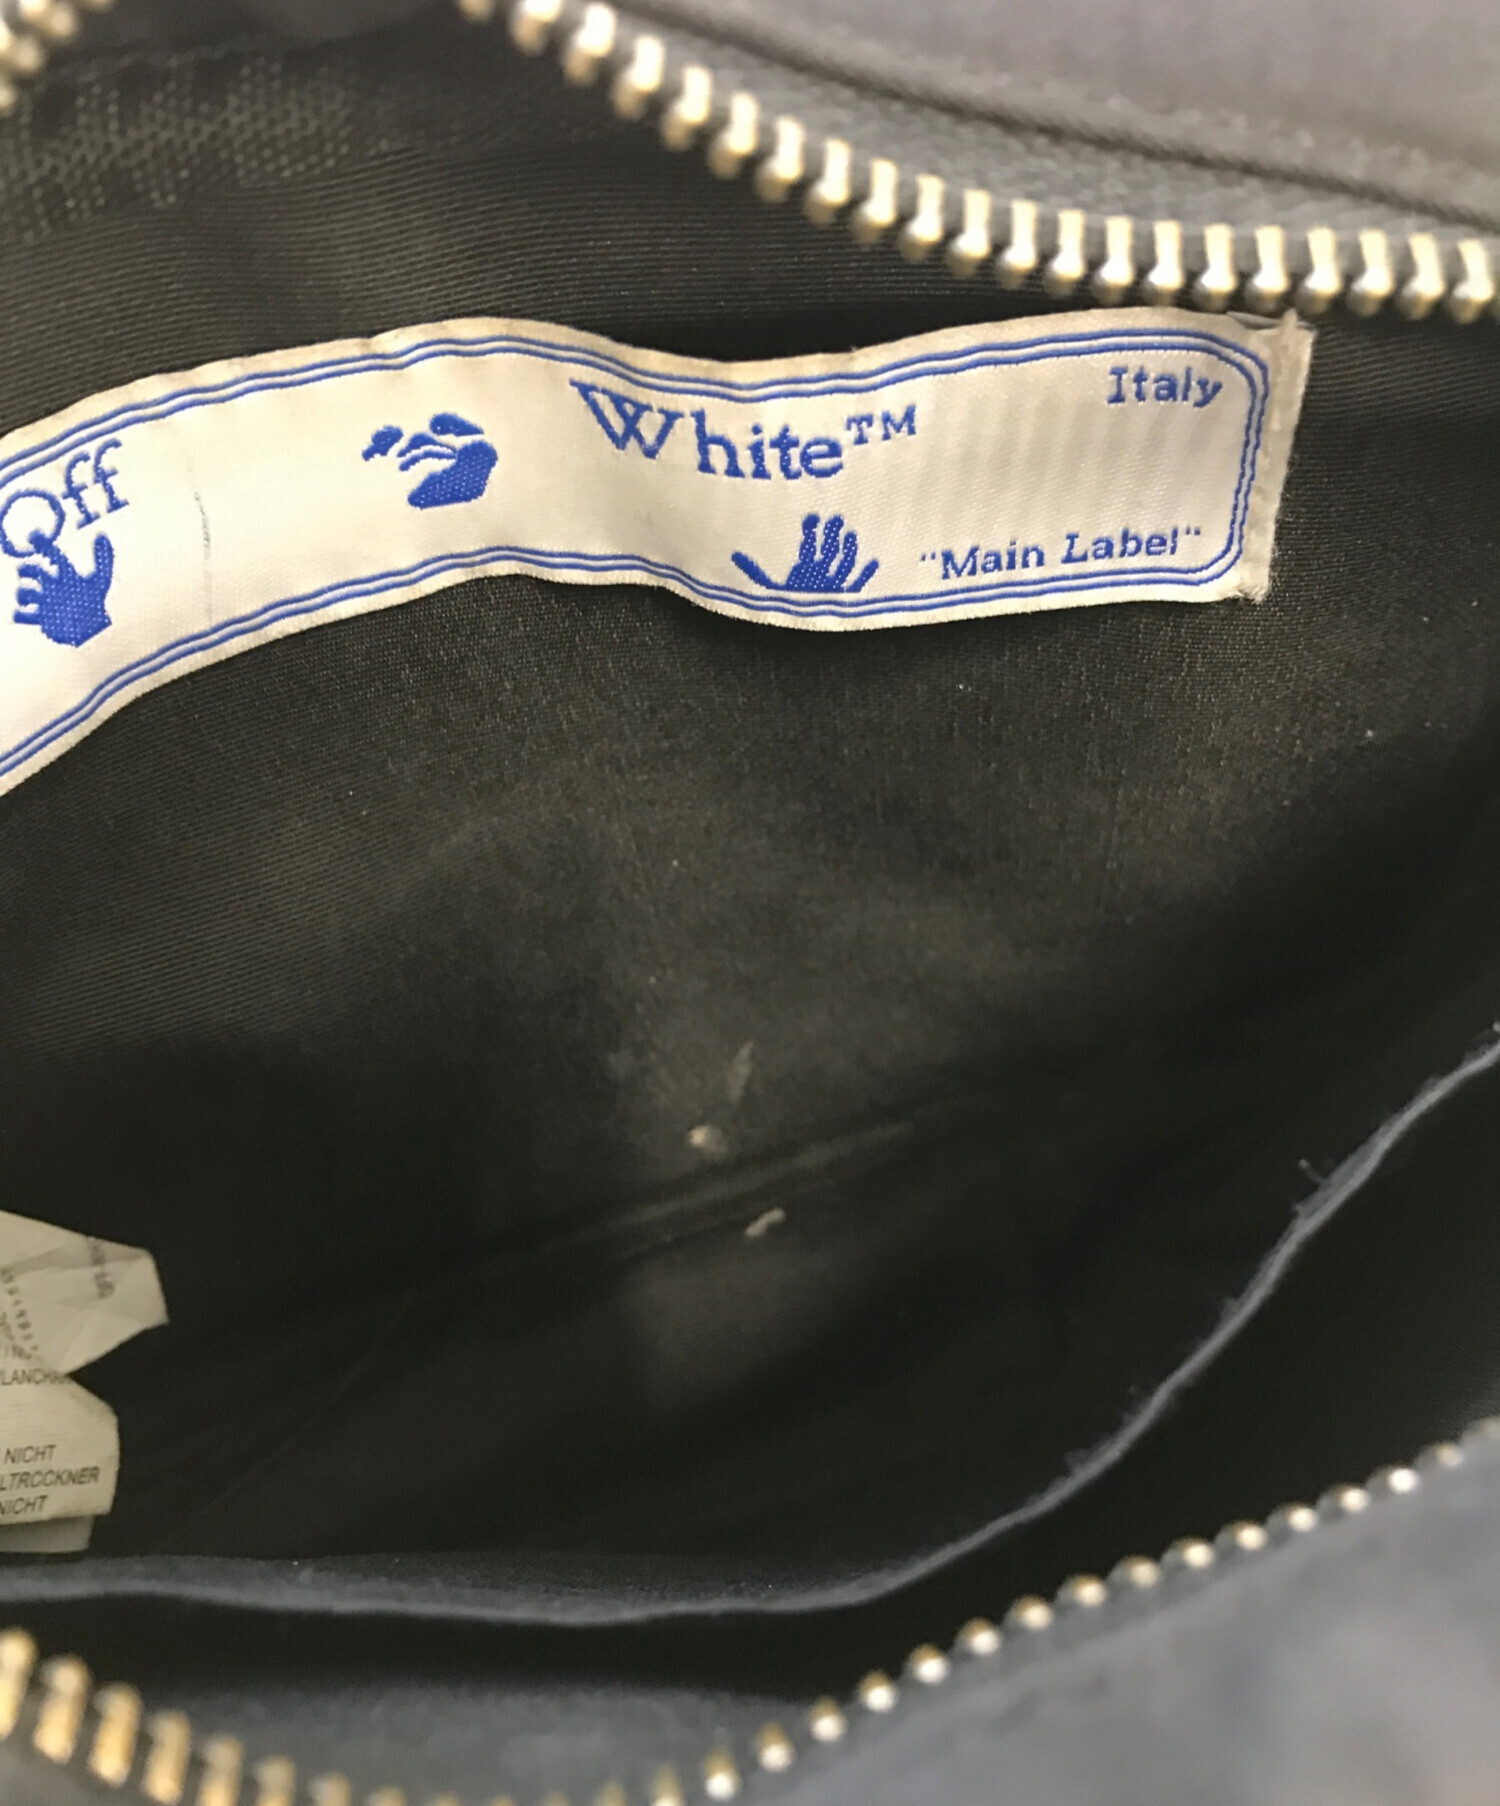 Off White™
Italy
"Main Label"
NICHT
NICHT